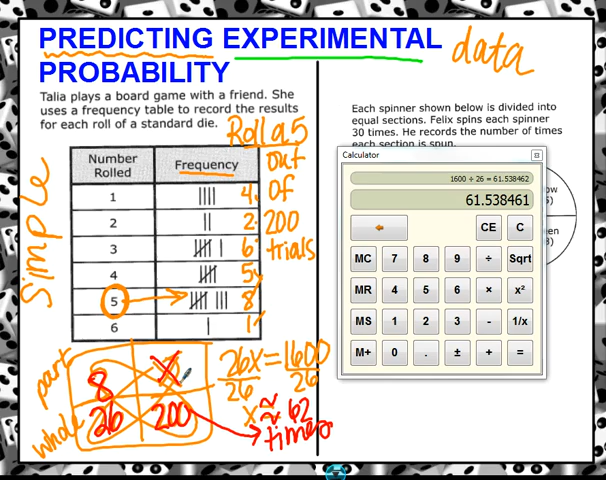 PREDICTING EXPERIMENTAL data
PROBABILITY
Talia plays a board game with a friend. She
uses a frequency table to record the results
for each roll of a standard die.
Roll a 5
out
of
200
trials
Simple
Number Rolled Frequency
1 4
2 2
3 6
4 5
5 8
6 1
part
whole
8 x
26 200
26x = 1600
26 26
x ≈ 62
times
Each spinner shown below is divided into
equal sections. Felix spins each spinner
30 times. He records the number of times
each section is spun.
Calculator
1600 ÷ 26 = 61.538462
61.538461
CE C
MC 7 8 9 ÷ Sqrt
MR 4 5 6 × x²
MS 1 2 3 - 1/x
M+ 0 . ± + =